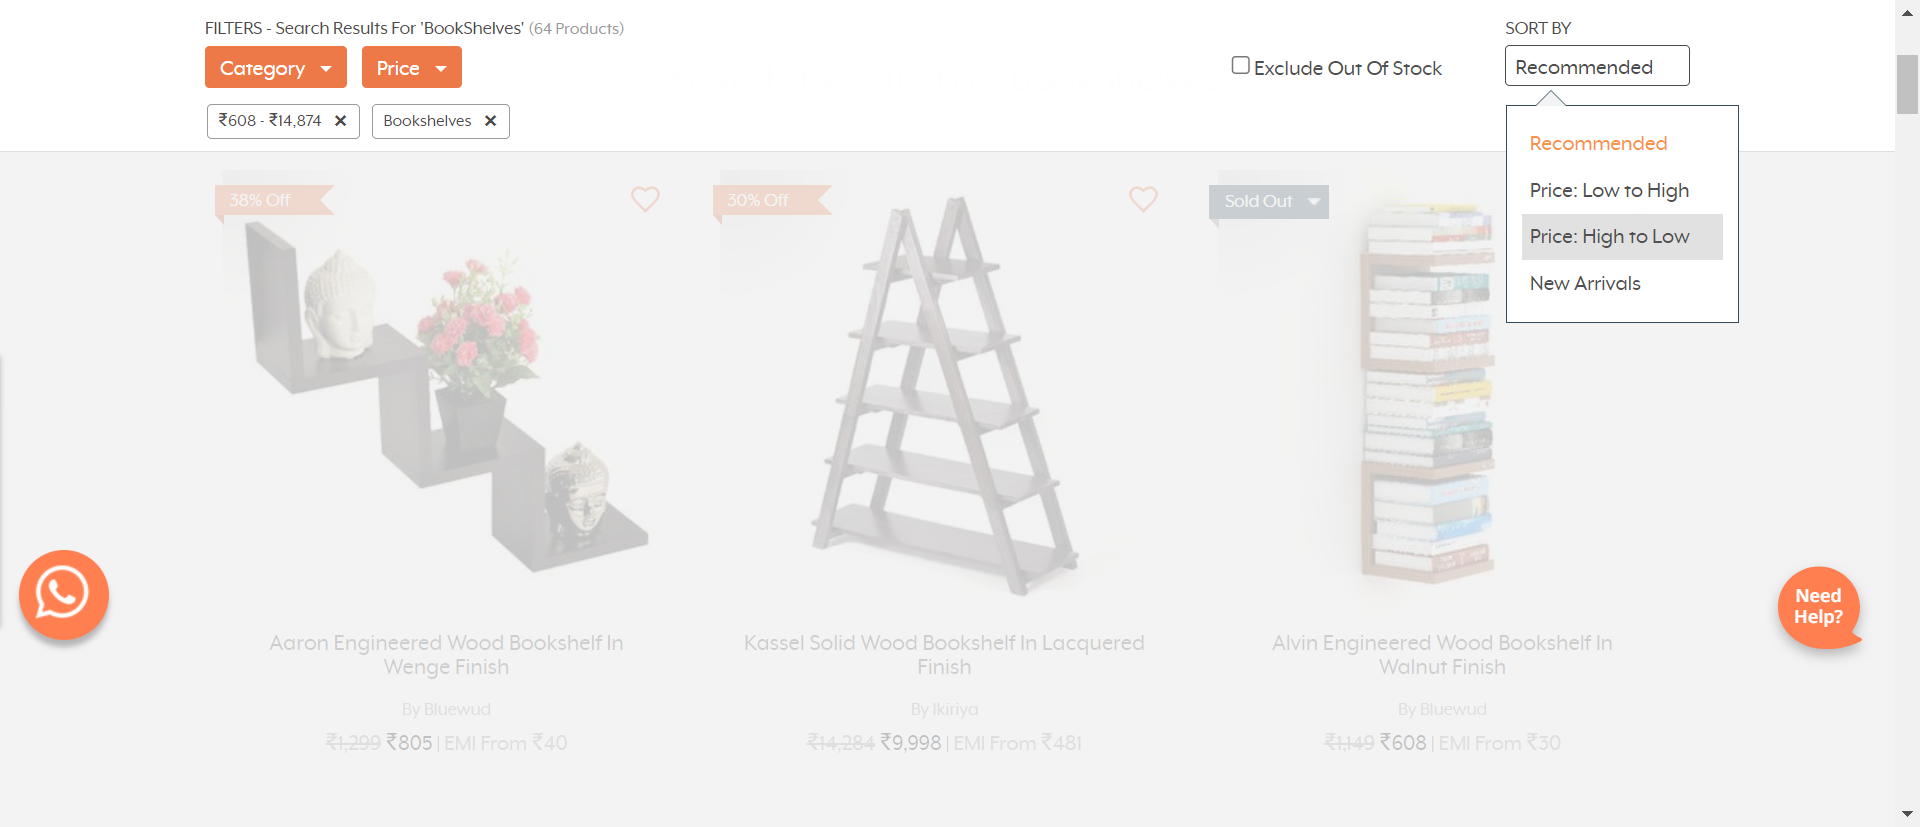 FILTERS - Search Results For 'BookShelves' (64 Products)
SORT BY
Category
Price
Exclude Out Of Stock
Recommended
₹608 - ₹14,874 ✕
Bookshelves ✕
Recommended
Price: Low to High
Price: High to Low
New Arrivals
38% Off
30% Off
Sold Out
Need
Help?
Aaron Engineered Wood Bookshelf In
Wenge Finish
By Bluewud
₹1,299 ₹805 | EMI From ₹40
Kassel Solid Wood Bookshelf In Lacquered
Finish
By Ikiriya
₹14,284 ₹9,998 | EMI From ₹481
Alvin Engineered Wood Bookshelf In
Walnut Finish
By Bluewud
₹1,149 ₹608 | EMI From ₹30